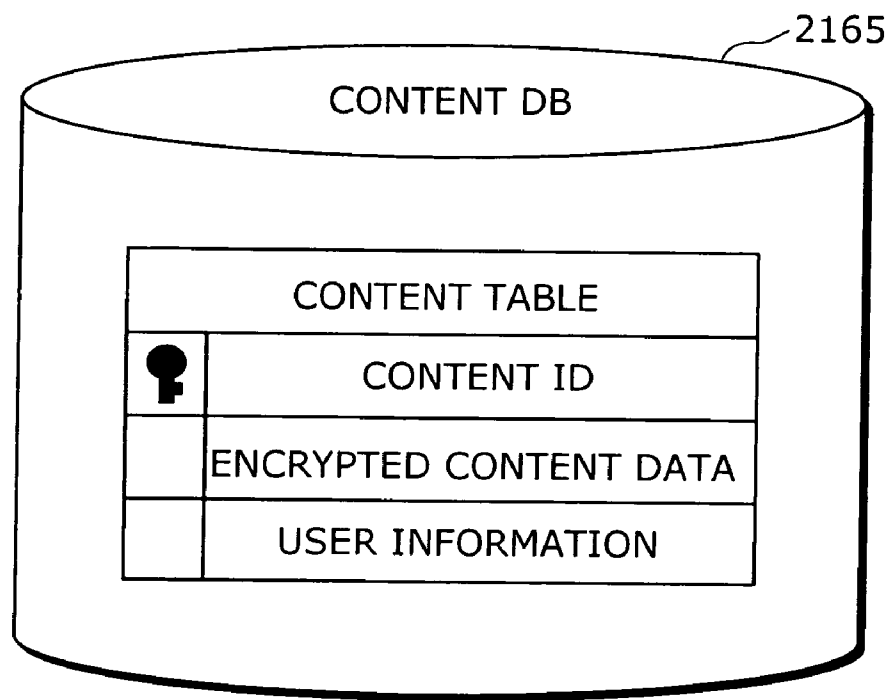 2165
CONTENT DB
CONTENT TABLE
CONTENT ID
ENCRYPTED CONTENT DATA
USER INFORMATION